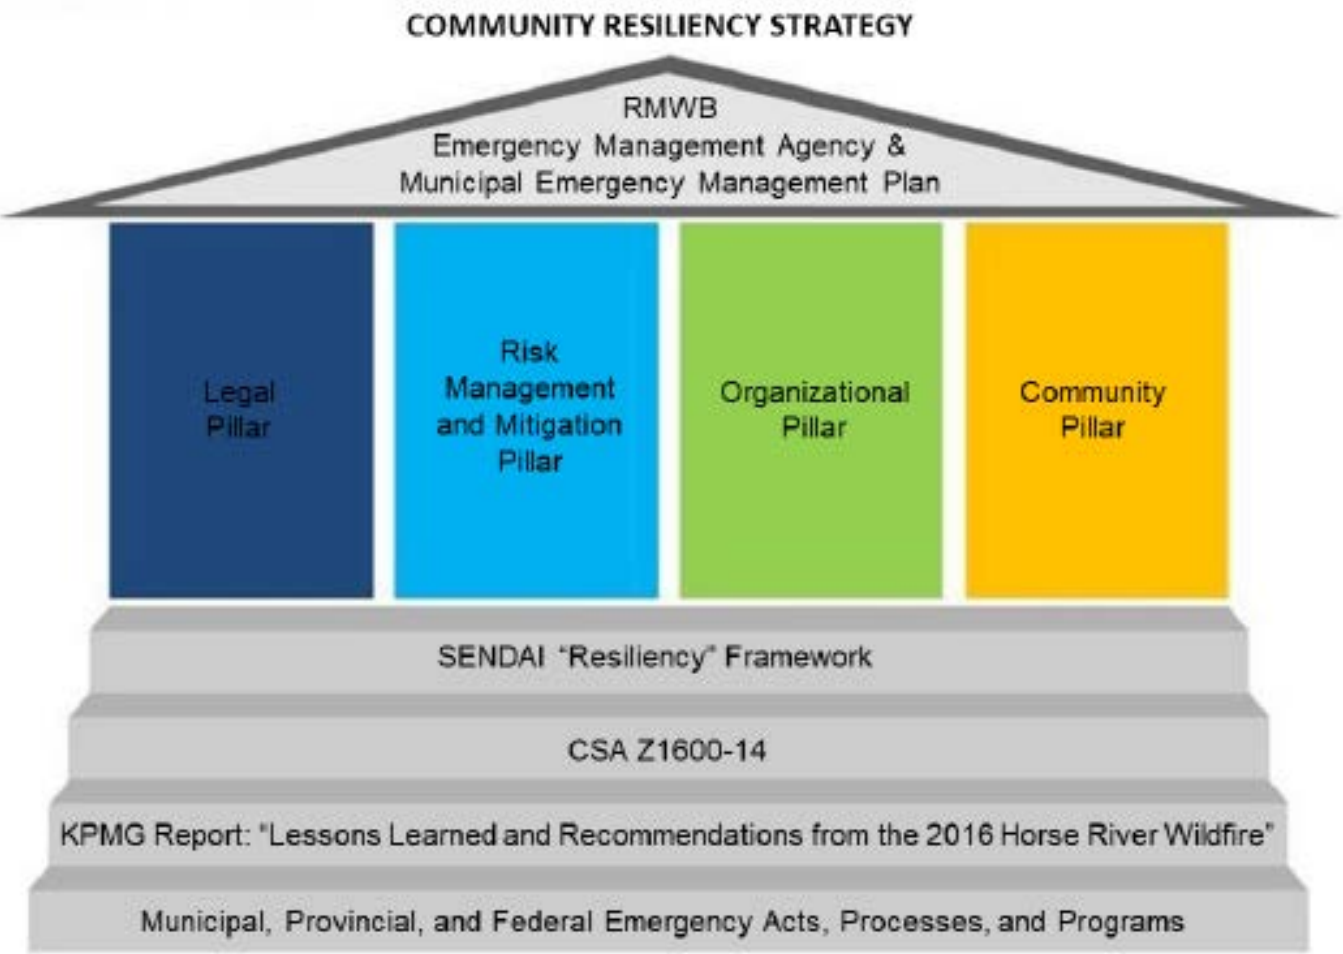 COMMUNITY RESILIENCY STRATEGY
RMWB
Emergency Management Agency &
Municipal Emergency Management Plan
Legal
Pillar
Risk
Management
and Mitigation
Pillar
Organizational
Pillar
Community
Pillar
SENDAI “Resiliency” Framework
CSA Z1600-14
KPMG Report: “Lessons Learned and Recommendations from the 2016 Horse River Wildfire”
Municipal, Provincial, and Federal Emergency Acts, Processes, and Programs